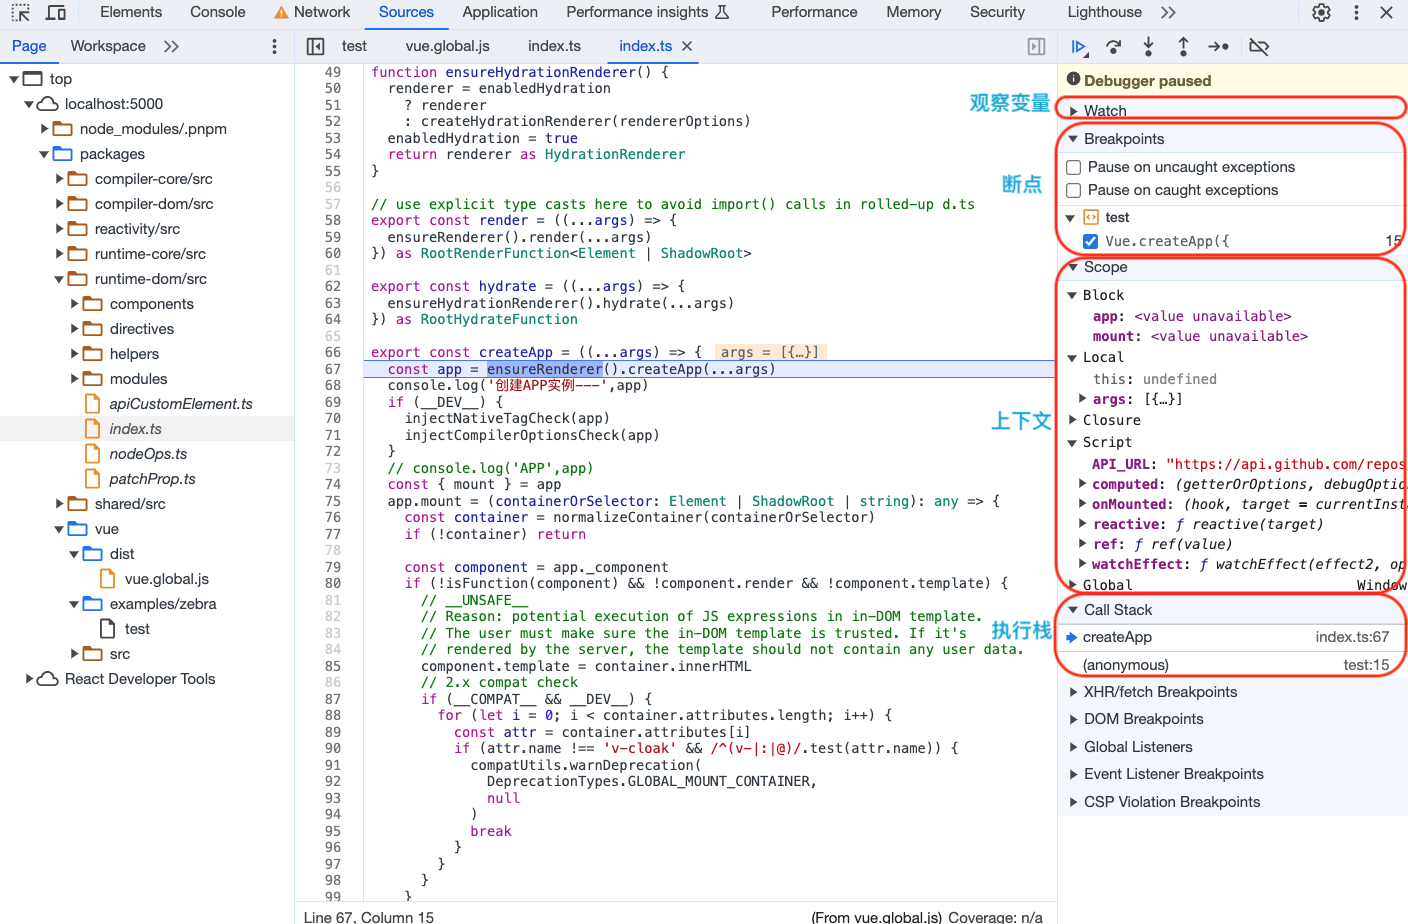 Elements Console Network Sources Application Performance insights Performance Memory Security Lighthouse
Page Workspace
test vue.global.js index.ts index.ts
top
localhost:5000
node_modules/.pnpm
packages
compiler-core/src
compiler-dom/src
reactivity/src
runtime-core/src
runtime-dom/src
components
directives
helpers
modules
apiCustomElement.ts
index.ts
nodeOps.ts
patchProp.ts
shared/src
vue
dist
vue.global.js
examples/zebra
test
src
React Developer Tools
49 function ensureHydrationRenderer() {
50 renderer = enabledHydration
51 ? renderer
52 : createHydrationRenderer(rendererOptions)
53 enabledHydration = true
54 return renderer as HydrationRenderer
55 }
56
57 // use explicit type casts here to avoid import() calls in rolled-up d.ts
58 export const render = ((...args) => {
59 ensureRenderer().render(...args)
60 }) as RootRenderFunction<Element | ShadowRoot>
61
62 export const hydrate = ((...args) => {
63 ensureHydrationRenderer().hydrate(...args)
64 }) as RootHydrateFunction
65
66 export const createApp = ((...args) => { args = [{…}]
67 const app = ensureRenderer().createApp(...args)
68 console.log('创建APP实例---',app)
69 if (__DEV__) {
70 injectNativeTagCheck(app)
71 injectCompilerOptionsCheck(app)
72 }
73 // console.log('APP',app)
74 const { mount } = app
75 app.mount = (containerOrSelector: Element | ShadowRoot | string): any => {
76 const container = normalizeContainer(containerOrSelector)
77 if (!container) return
78
79 const component = app._component
80 if (!isFunction(component) && !component.render && !component.template) {
81 // __UNSAFE__
82 // Reason: potential execution of JS expressions in in-DOM template.
83 // The user must make sure the in-DOM template is trusted. If it's
84 // rendered by the server, the template should not contain any user data.
85 component.template = container.innerHTML
86 // 2.x compat check
87 if (__COMPAT__ && __DEV__) {
88 for (let i = 0; i < container.attributes.length; i++) {
89 const attr = container.attributes[i]
90 if (attr.name !== 'v-cloak' && /^(v-|:|@)/.test(attr.name)) {
91 compatUtils.warnDeprecation(
92 DeprecationTypes.GLOBAL_MOUNT_CONTAINER,
93 null
94 )
95 break
96 }
97 }
98 }
99 }
Line 67, Column 15 (From vue.global.js) Coverage: n/a
观察变量
断点
上下文
执行栈
Debugger paused
Watch
Breakpoints
Pause on uncaught exceptions
Pause on caught exceptions
test
Vue.createApp({ 15
Scope
Block
app: <value unavailable>
mount: <value unavailable>
Local
this: undefined
args: [{…}]
Closure
Script
API_URL: "https://api.github.com/repos
computed: (getterOrOptions, debugOptio
onMounted: (hook, target = currentInst
reactive: ƒ reactive(target)
ref: ƒ ref(value)
watchEffect: ƒ watchEffect(effect2, op
Global Window
Call Stack
createApp index.ts:67
(anonymous) test:15
XHR/fetch Breakpoints
DOM Breakpoints
Global Listeners
Event Listener Breakpoints
CSP Violation Breakpoints